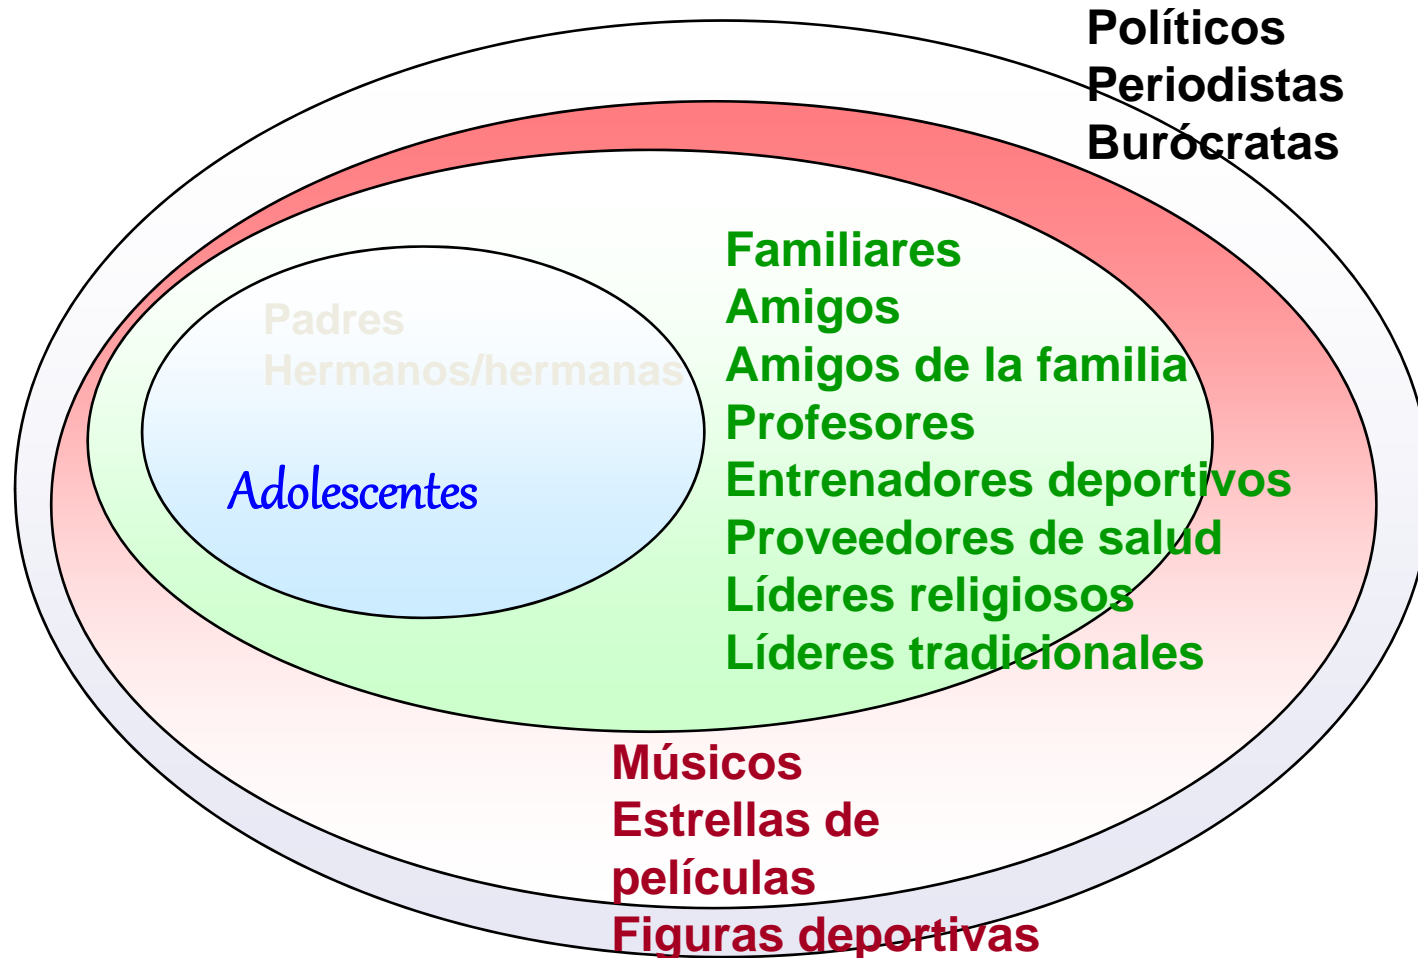 Políticos
Periodistas
Burócratas
Familiares
Amigos
Amigos de la familia
Profesores
Entrenadores deportivos
Proveedores de salud
Líderes religiosos
Líderes tradicionales
Padres
Hermanos/hermanas
Adolescentes
Músicos
Estrellas de
películas
Figuras deportivas